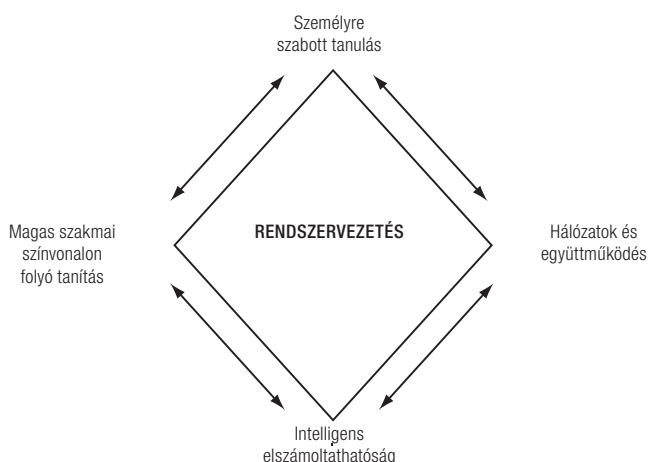 Személyre
szabott tanulás
Magas szakmai
színvonalon
folyó tanítás
RENDSZERVEZETÉS
Hálózatok és
együttműködés
Intelligens
elszámoltathatóság